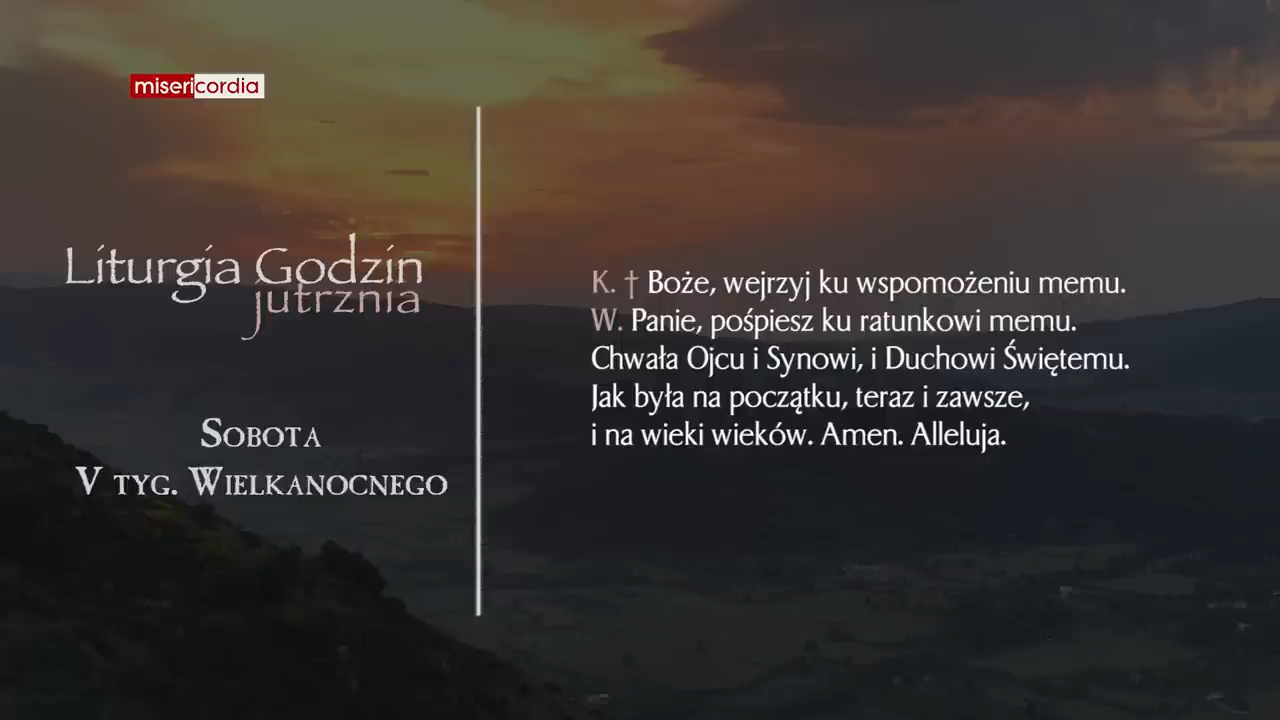 misericordia
Liturgia Godzin
jutrznia
Sobota
V tyg. Wielkanocnego
K. † Boże, wejrzyj ku wspomożeniu memu.
W. Panie, pośpiesz ku ratunkowi memu.
Chwała Ojcu i Synowi, i Duchowi Świętemu.
Jak była na początku, teraz i zawsze,
i na wieki wieków. Amen. Alleluja.